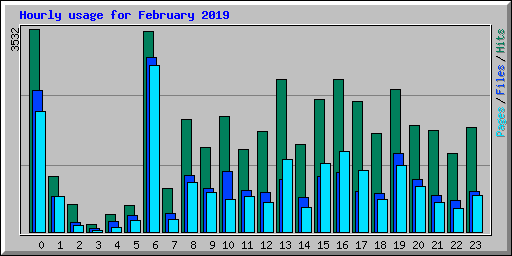 Hourly usage for February 2019
3532
Pages/Files/Hits
0 1 2 3 4 5 6 7 8 9 10 11 12 13 14 15 16 17 18 19 20 21 22 23